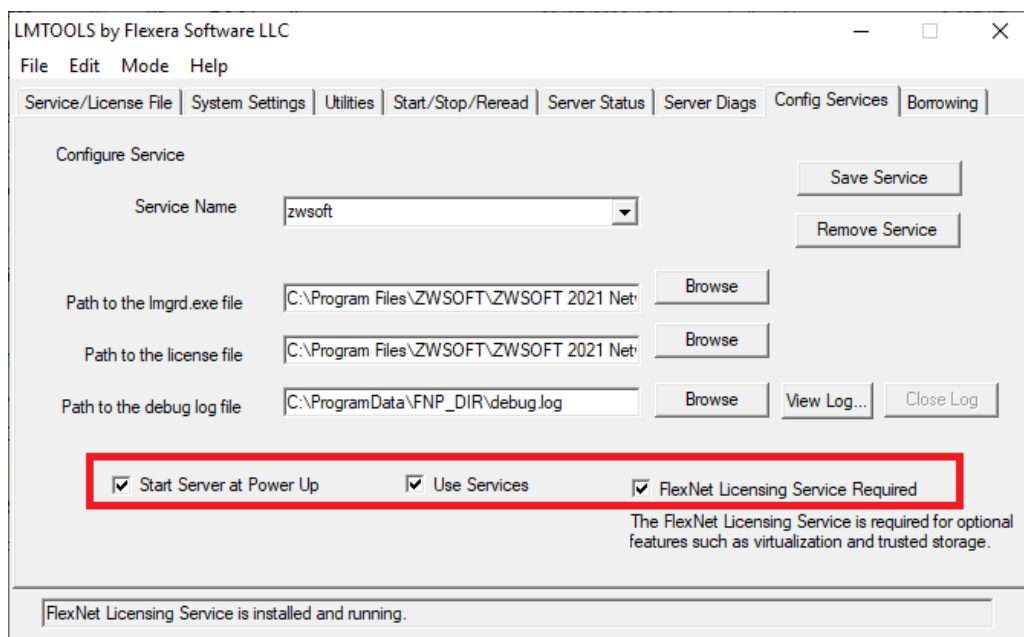 LMTOOLS by Flexera Software LLC
File Edit Mode Help
Service/License File System Settings Utilities Start/Stop/Reread Server Status Server Diags Config Services Borrowing
Configure Service
Save Service
Service Name zwsoft
Remove Service
Path to the lmgrd.exe file C:\Program Files\ZWSOFT\ZWSOFT 2021 Net Browse
Path to the license file C:\Program Files\ZWSOFT\ZWSOFT 2021 Net Browse
Path to the debug log file C:\ProgramData\FNP_DIR\debug.log Browse View Log... Close Log
Start Server at Power Up Use Services FlexNet Licensing Service Required
The FlexNet Licensing Service is required for optional
features such as virtualization and trusted storage.
FlexNet Licensing Service is installed and running.